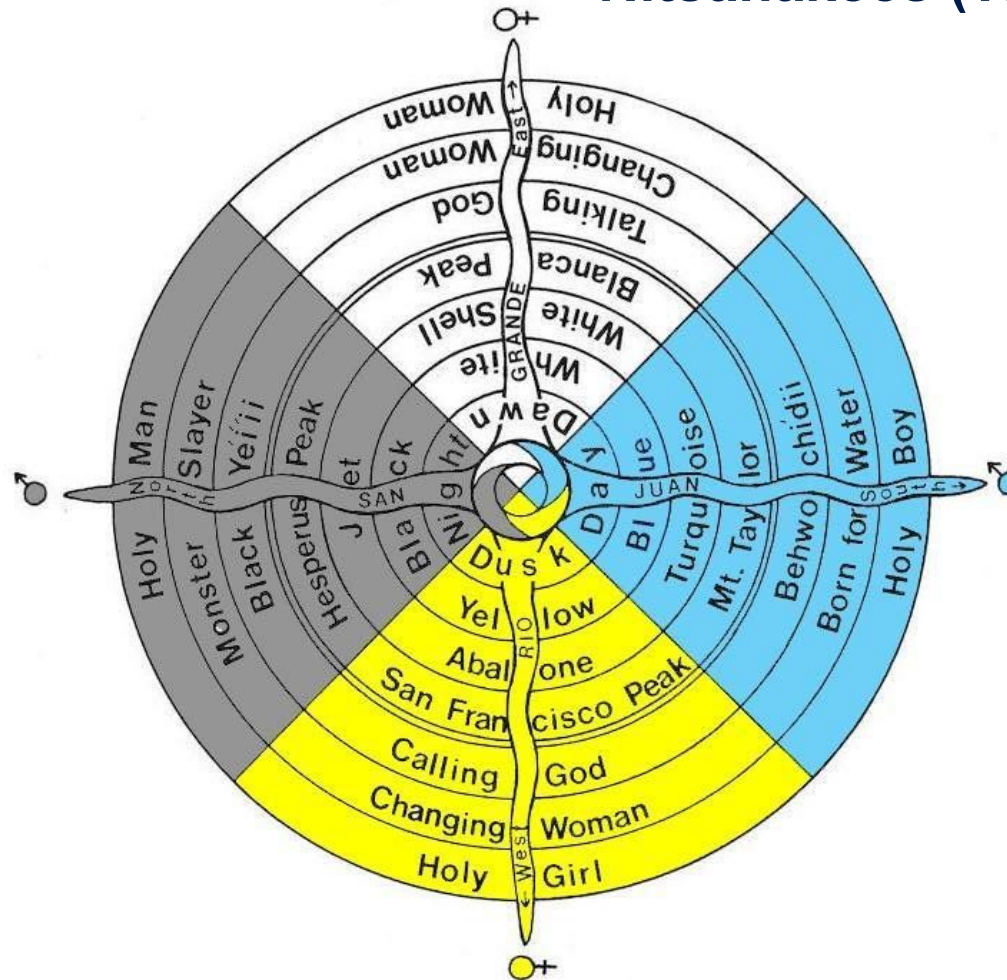 East →
Holy Woman
Changing Woman
Talking God
Blanca Peak
White Shell
White
Dawn
GRANDE
North
Holy Man
Monster Slayer
Black Yéí'ii
Hesperus Peak
Jet
Black
Night
SAN
Day
Blue
Turquoise
Mt. Taylor
Behwochídii
Born for Water
Holy Boy
JUAN
South →
Dusk
Yellow
Abalone
San Francisco Peak
Calling God
Changing Woman
Holy Girl
RIO
← West